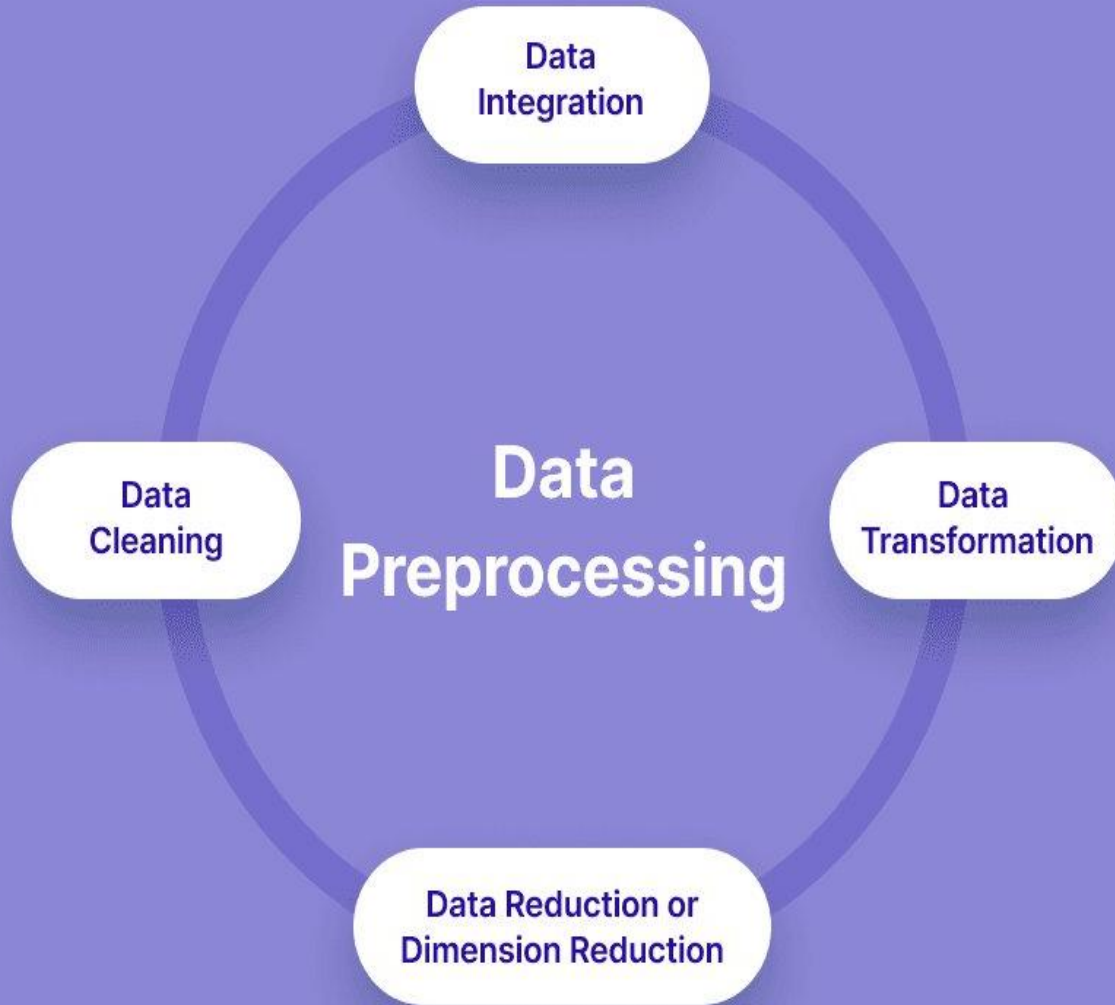 Data
Integration
Data
Cleaning
Data
Preprocessing
Data
Transformation
Data Reduction or
Dimension Reduction